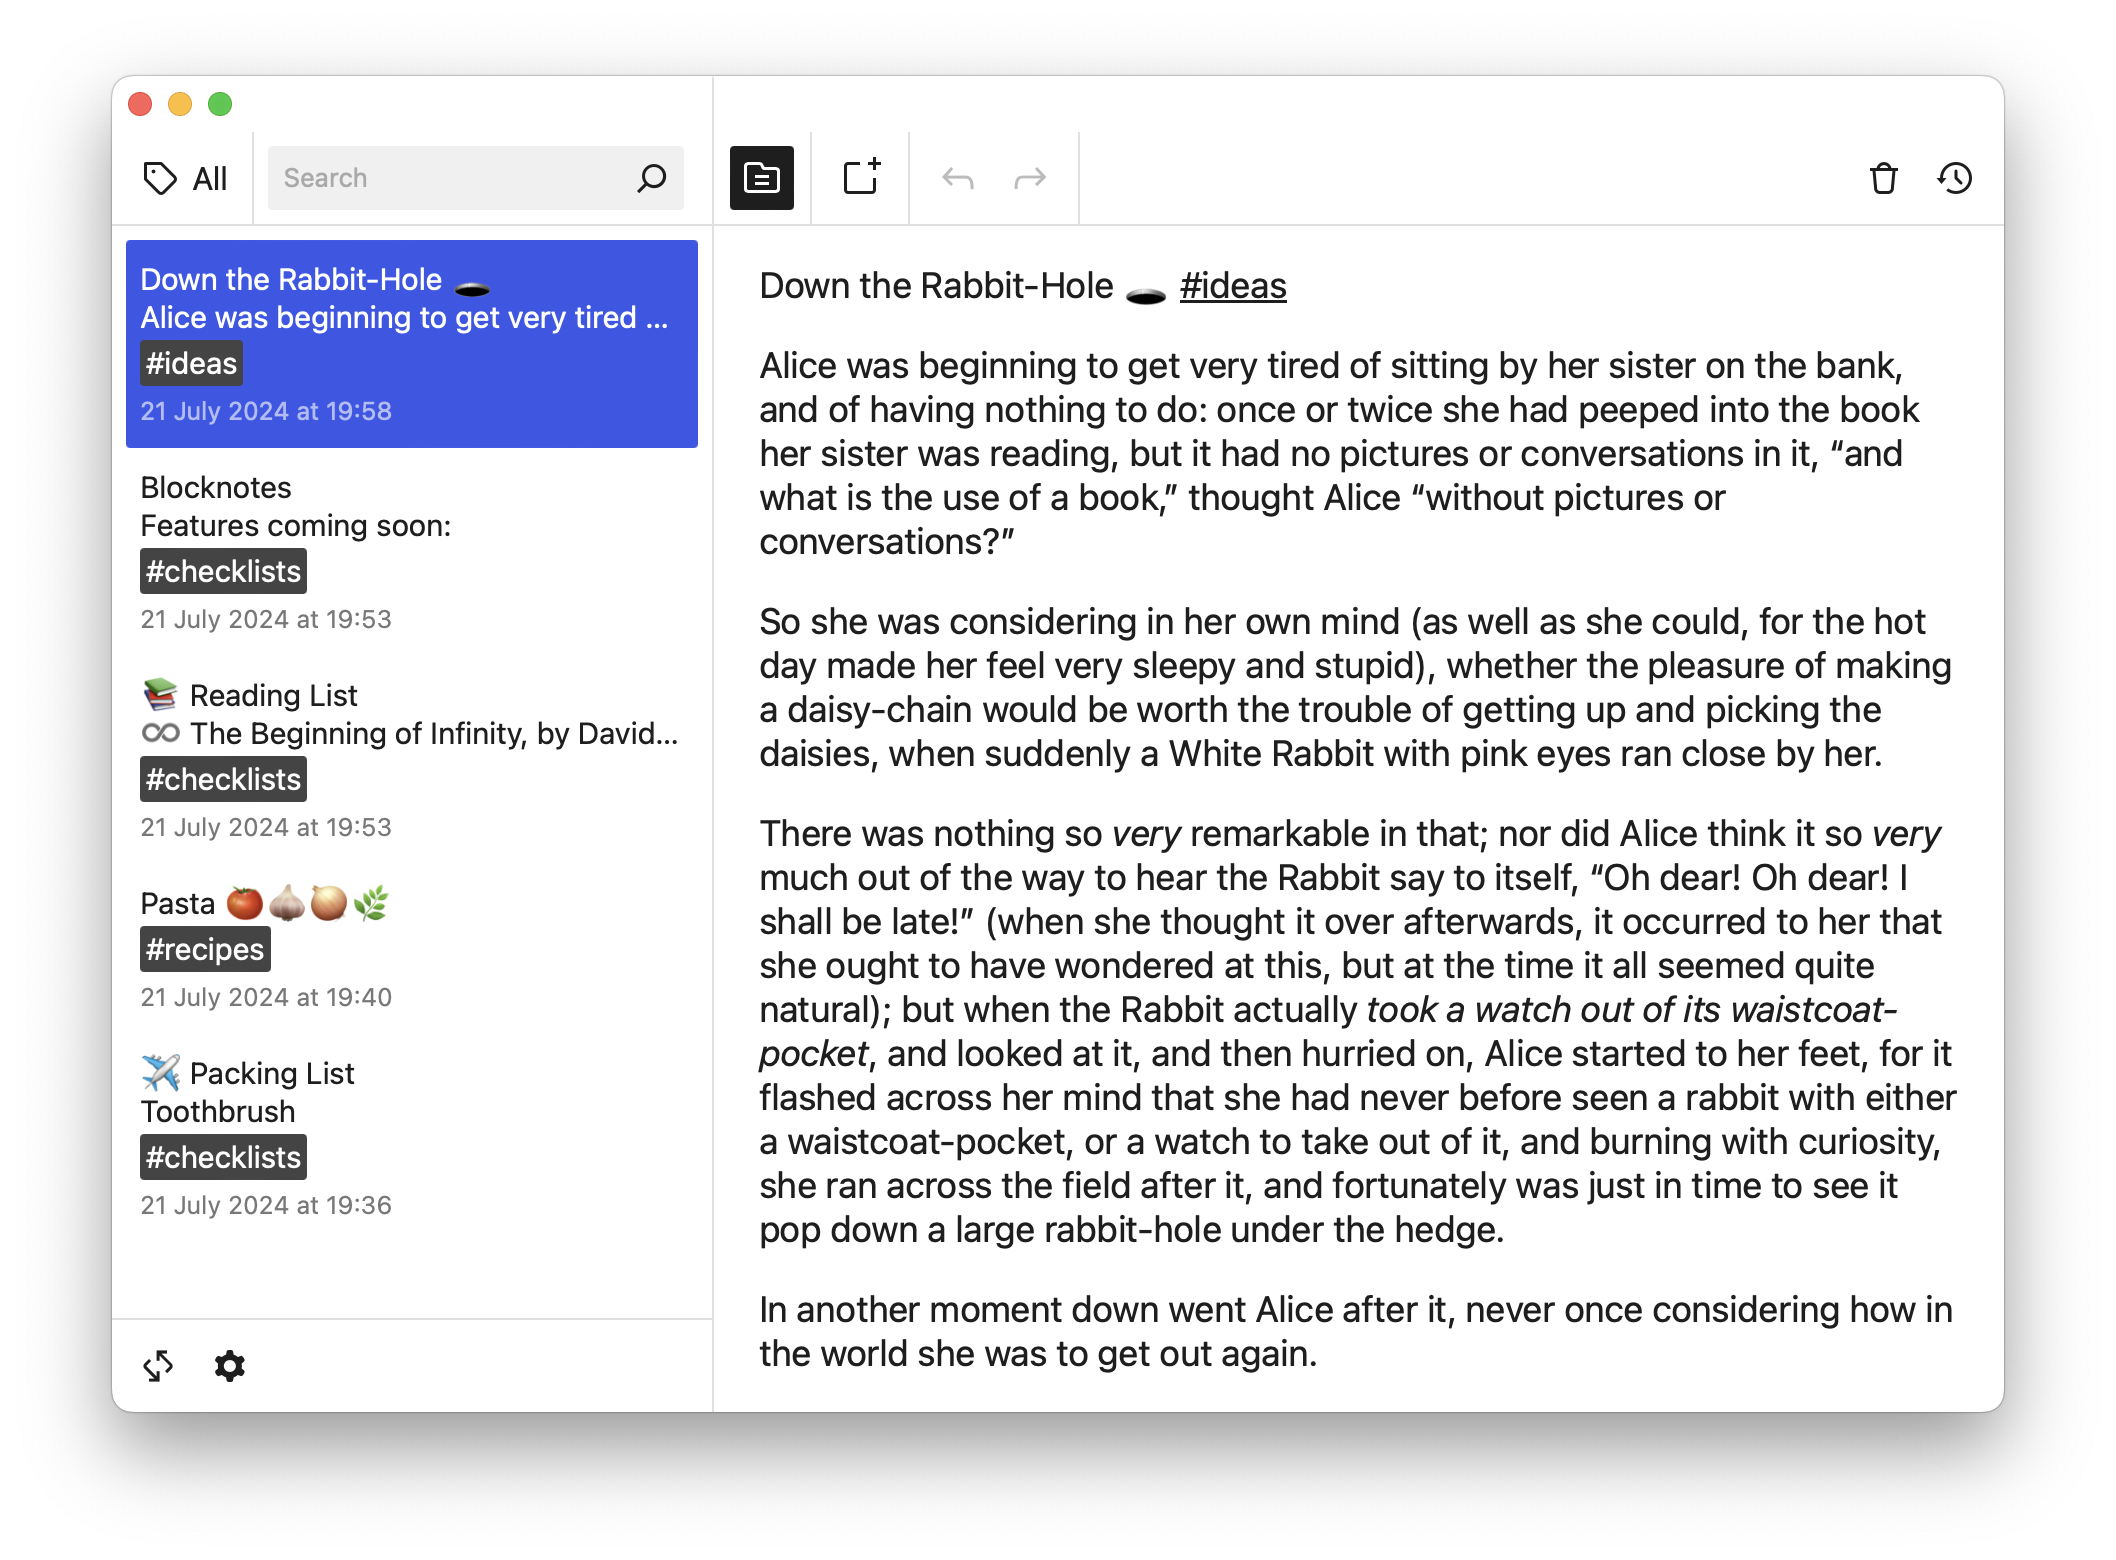 All
Search
Down the Rabbit-Hole 🕳️
Alice was beginning to get very tired ...
#ideas
21 July 2024 at 19:58
Blocknotes
Features coming soon:
#checklists
21 July 2024 at 19:53
📚 Reading List
♾️ The Beginning of Infinity, by David...
#checklists
21 July 2024 at 19:53
Pasta 🍅🧄🧅🌿
#recipes
21 July 2024 at 19:40
✈️ Packing List
Toothbrush
#checklists
21 July 2024 at 19:36
Down the Rabbit-Hole 🕳️ #ideas
Alice was beginning to get very tired of sitting by her sister on the bank,
and of having nothing to do: once or twice she had peeped into the book
her sister was reading, but it had no pictures or conversations in it, “and
what is the use of a book,” thought Alice “without pictures or
conversations?”
So she was considering in her own mind (as well as she could, for the hot
day made her feel very sleepy and stupid), whether the pleasure of making
a daisy-chain would be worth the trouble of getting up and picking the
daisies, when suddenly a White Rabbit with pink eyes ran close by her.
There was nothing so very remarkable in that; nor did Alice think it so very
much out of the way to hear the Rabbit say to itself, “Oh dear! Oh dear! I
shall be late!” (when she thought it over afterwards, it occurred to her that
she ought to have wondered at this, but at the time it all seemed quite
natural); but when the Rabbit actually took a watch out of its waistcoat-
pocket, and looked at it, and then hurried on, Alice started to her feet, for it
flashed across her mind that she had never before seen a rabbit with either
a waistcoat-pocket, or a watch to take out of it, and burning with curiosity,
she ran across the field after it, and fortunately was just in time to see it
pop down a large rabbit-hole under the hedge.
In another moment down went Alice after it, never once considering how in
the world she was to get out again.